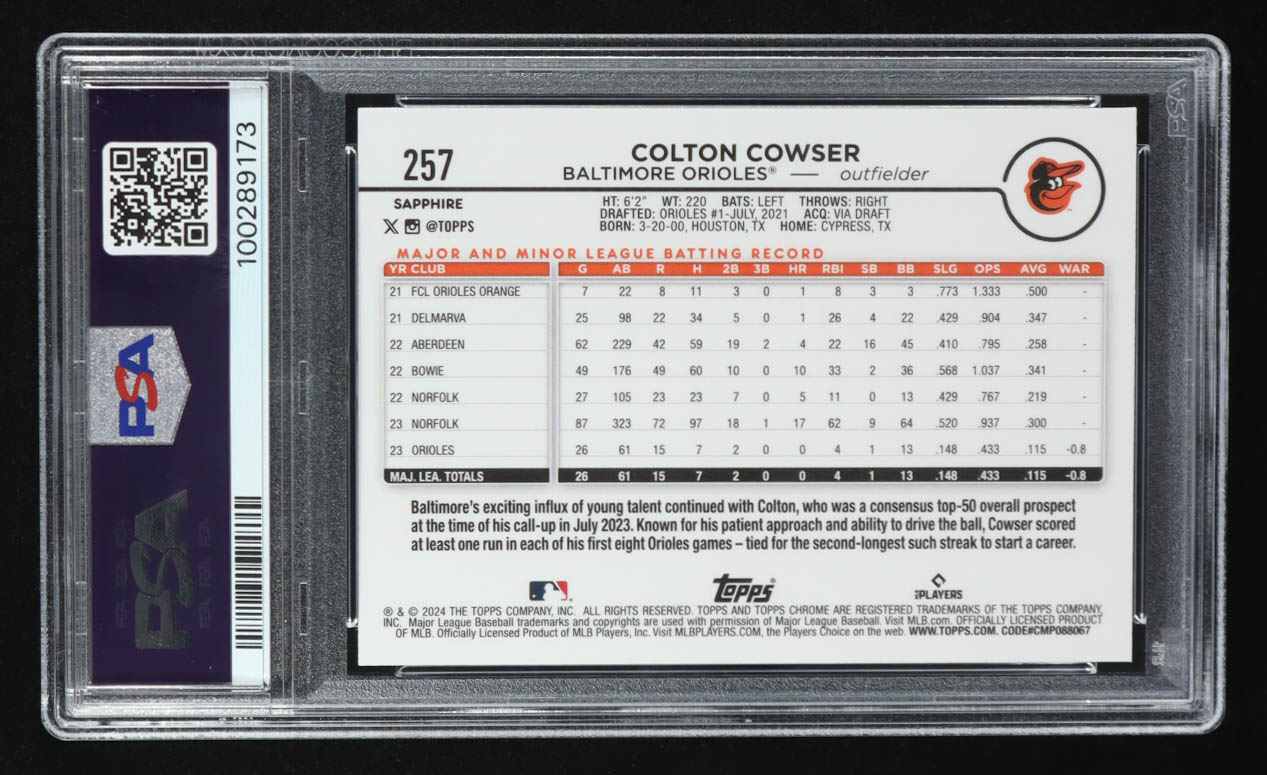 100289173
PSA
PSA
PSA
257
COLTON COWSER
BALTIMORE ORIOLES® — outfielder
SAPPHIRE
@TOPPS
HT: 6'2" WT: 220 BATS: LEFT THROWS: RIGHT
DRAFTED: ORIOLES #1-JULY, 2021 ACQ: VIA DRAFT
BORN: 3-20-00, HOUSTON, TX HOME: CYPRESS, TX
MAJOR AND MINOR LEAGUE BATTING RECORD
YR CLUB G AB R H 2B 3B HR RBI SB BB SLG OPS AVG WAR
21 FCL ORIOLES ORANGE 7 22 8 11 3 0 1 8 3 3 .773 1.333 .500 -
21 DELMARVA 25 98 22 34 5 0 1 26 4 22 .429 .904 .347 -
22 ABERDEEN 62 229 42 59 19 2 4 22 16 45 .410 .795 .258 -
22 BOWIE 49 176 49 60 10 0 10 33 2 36 .568 1.037 .341 -
22 NORFOLK 27 105 23 23 7 0 5 11 0 13 .429 .767 .219 -
23 NORFOLK 87 323 72 97 18 1 17 62 9 64 .520 .937 .300 -
23 ORIOLES 26 61 15 7 2 0 0 4 1 13 .148 .433 .115 -0.8
MAJ. LEA. TOTALS 26 61 15 7 2 0 0 4 1 13 .148 .433 .115 -0.8
Baltimore's exciting influx of young talent continued with Colton, who was a consensus top-50 overall prospect
at the time of his call-up in July 2023. Known for his patient approach and ability to drive the ball, Cowser scored
at least one run in each of his first eight Orioles games – tied for the second-longest such streak to start a career.
Topps®
PLAYERS
® & © 2024 THE TOPPS COMPANY, INC. ALL RIGHTS RESERVED. TOPPS AND TOPPS CHROME ARE REGISTERED TRADEMARKS OF THE TOPPS COMPANY,
INC. Major League Baseball trademarks and copyrights are used with permission of Major League Baseball. Visit MLB.com. OFFICIALLY LICENSED PRODUCT
OF MLB. Officially Licensed Product of MLB Players, Inc. Visit MLBPLAYERS.COM, the Players Choice on the web. WWW.TOPPS.COM. CODE#CMP088067